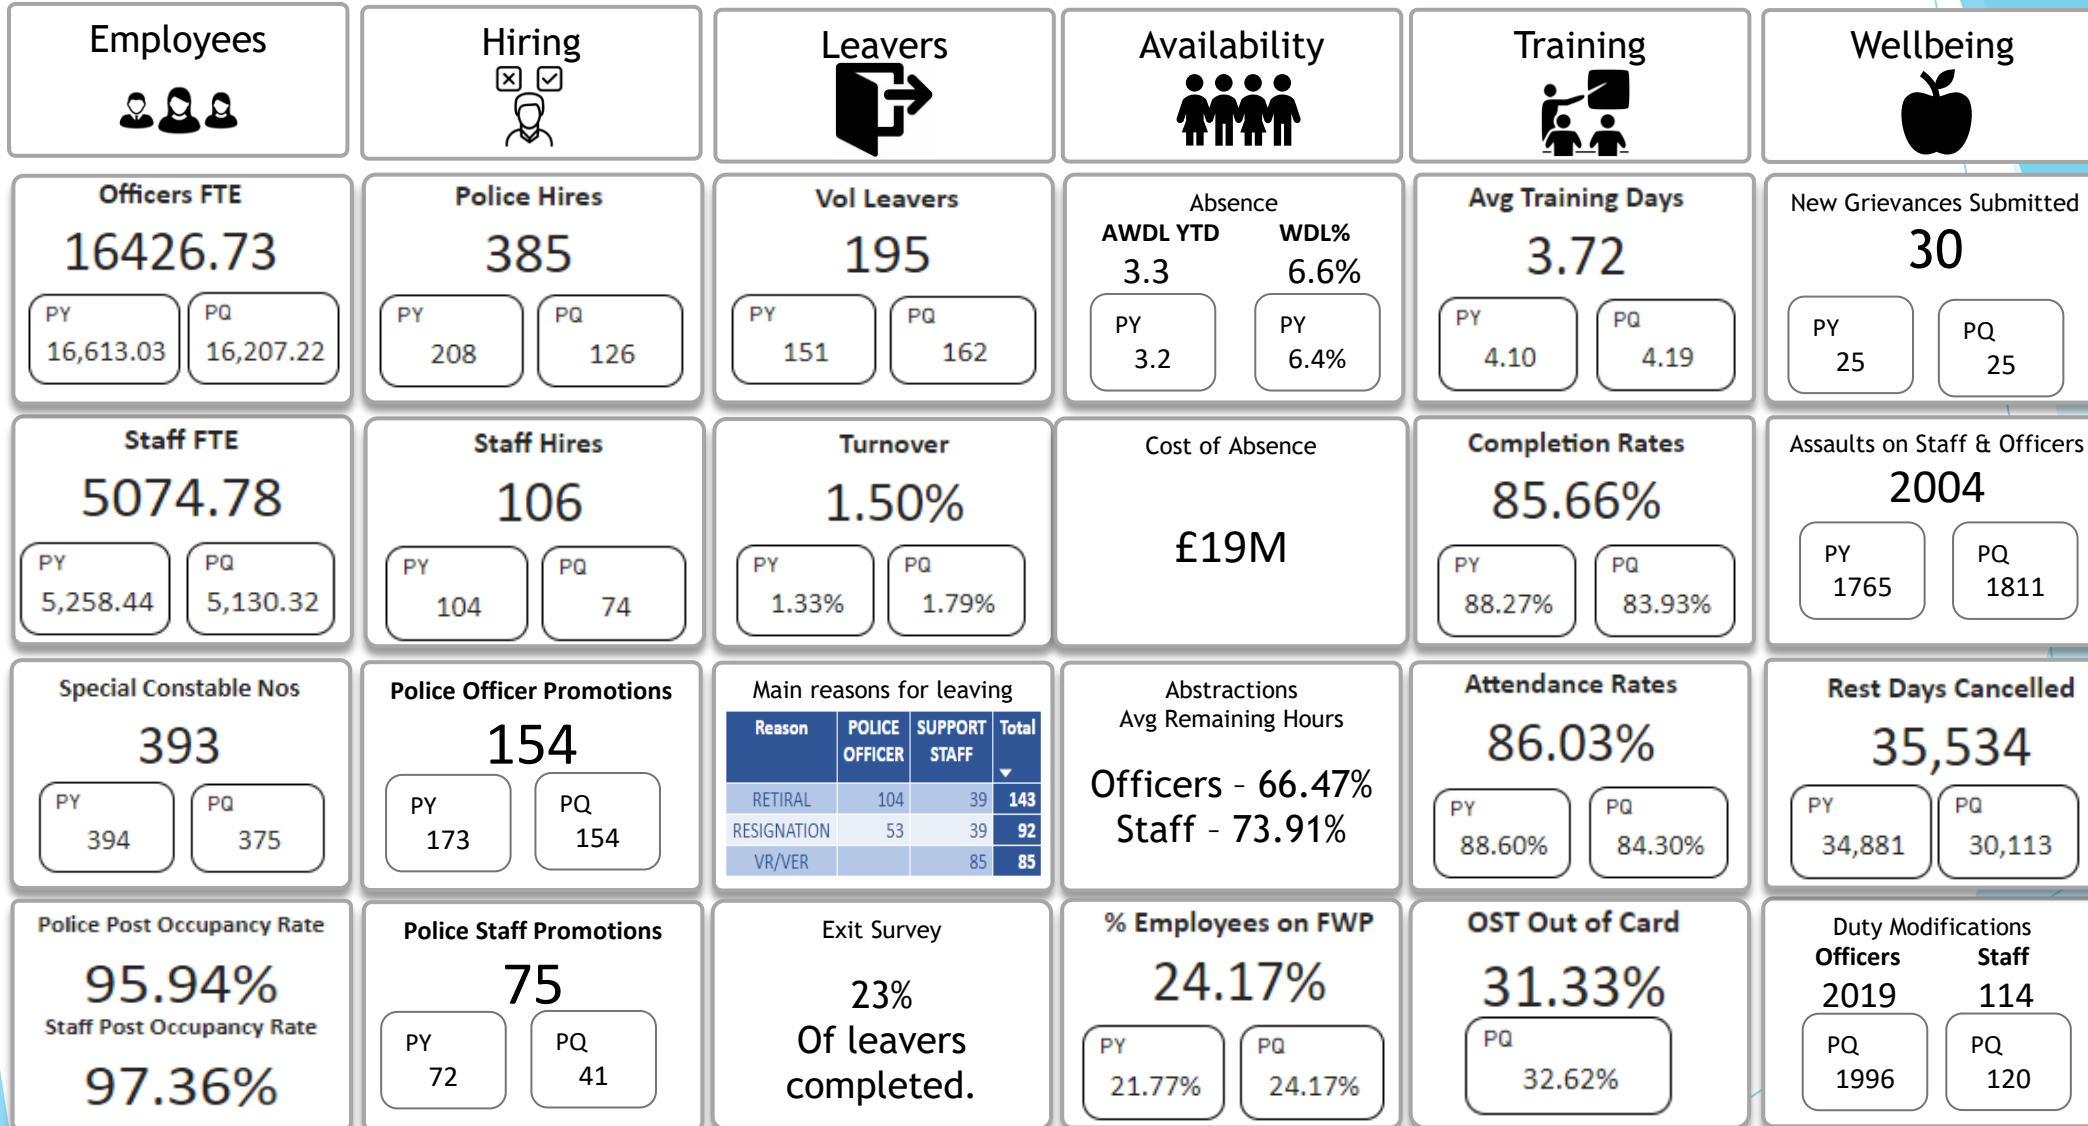 Employees
Hiring
Leavers
Availability
Training
Wellbeing
Officers FTE
16426.73
PY
16,613.03
PQ
16,207.22
Police Hires
385
PY
208
PQ
126
Vol Leavers
195
PY
151
PQ
162
Absence
AWDL YTD WDL%
3.3 6.6%
PY
3.2
PY
6.4%
Avg Training Days
3.72
PY
4.10
PQ
4.19
New Grievances Submitted
30
PY
25
PQ
25
Staff FTE
5074.78
PY
5,258.44
PQ
5,130.32
Staff Hires
106
PY
104
PQ
74
Turnover
1.50%
PY
1.33%
PQ
1.79%
Cost of Absence
£19M
Completion Rates
85.66%
PY
88.27%
PQ
83.93%
Assaults on Staff & Officers
2004
PY
1765
PQ
1811
Special Constable Nos
393
PY
394
PQ
375
Police Officer Promotions
154
PY
173
PQ
154
Main reasons for leaving
Reason POLICE OFFICER SUPPORT STAFF Total
RETIRAL 104 39 143
RESIGNATION 53 39 92
VR/VER 85 85
Abstractions
Avg Remaining Hours
Officers - 66.47%
Staff - 73.91%
Attendance Rates
86.03%
PY
88.60%
PQ
84.30%
Rest Days Cancelled
35,534
PY
34,881
PQ
30,113
Police Post Occupancy Rate
95.94%
Staff Post Occupancy Rate
97.36%
Police Staff Promotions
75
PY
72
PQ
41
Exit Survey
23%
Of leavers
completed.
% Employees on FWP
24.17%
PY
21.77%
PQ
24.17%
OST Out of Card
31.33%
PQ
32.62%
Duty Modifications
Officers Staff
2019 114
PQ
1996
PQ
120